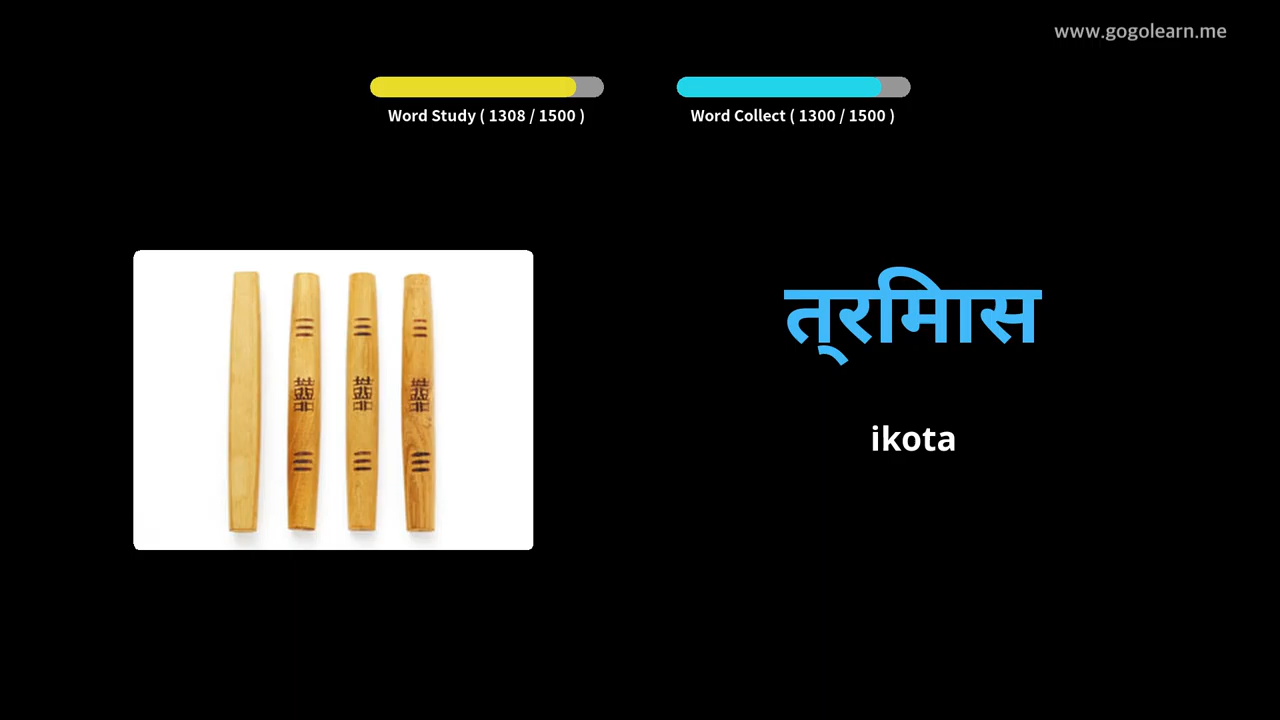 www.gogolearn.me
Word Study ( 1308 / 1500 )
Word Collect ( 1300 / 1500 )
त्‌रमिास
ikota